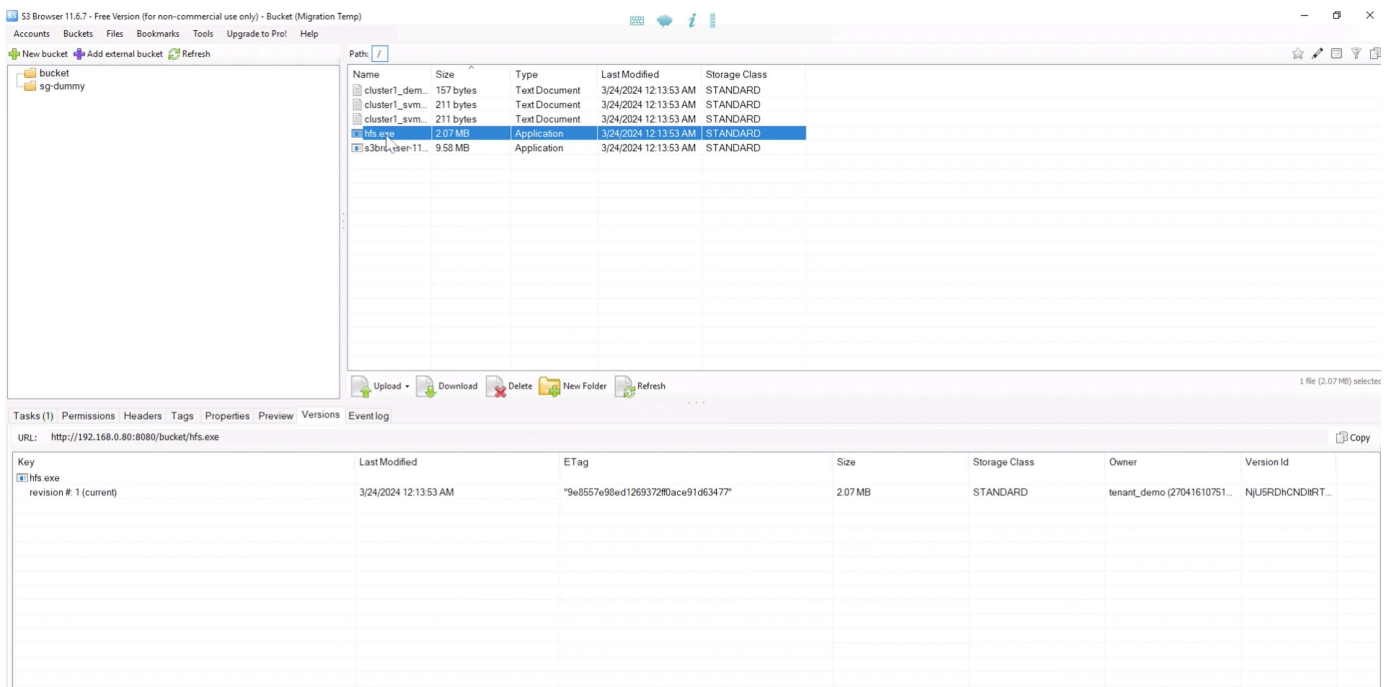 S3 Browser 11.6.7 - Free Version (for non-commercial use only) - Bucket (Migration Temp)
Accounts Buckets Files Bookmarks Tools Upgrade to Pro! Help
New bucket Add external bucket Refresh
Path: /
bucket
sg-dummy
Name Size Type Last Modified Storage Class
cluster1_dem... 157 bytes Text Document 3/24/2024 12:13:53 AM STANDARD
cluster1_svm... 211 bytes Text Document 3/24/2024 12:13:53 AM STANDARD
cluster1_svm... 211 bytes Text Document 3/24/2024 12:13:53 AM STANDARD
hfs.exe 2.07 MB Application 3/24/2024 12:13:53 AM STANDARD
s3browser-11... 9.58 MB Application 3/24/2024 12:13:53 AM STANDARD
Upload Download Delete New Folder Refresh
1 file (2.07 MB) selected
Tasks (1) Permissions Headers Tags Properties Preview Versions Event log
URL: http://192.168.0.80:8080/bucket/hfs.exe
Copy
Key Last Modified ETag Size Storage Class Owner Version Id
hfs.exe
revision #: 1 (current) 3/24/2024 12:13:53 AM "9e8557e98ed1269372ff0ace91d63477" 2.07 MB STANDARD tenant_demo (27041610751...